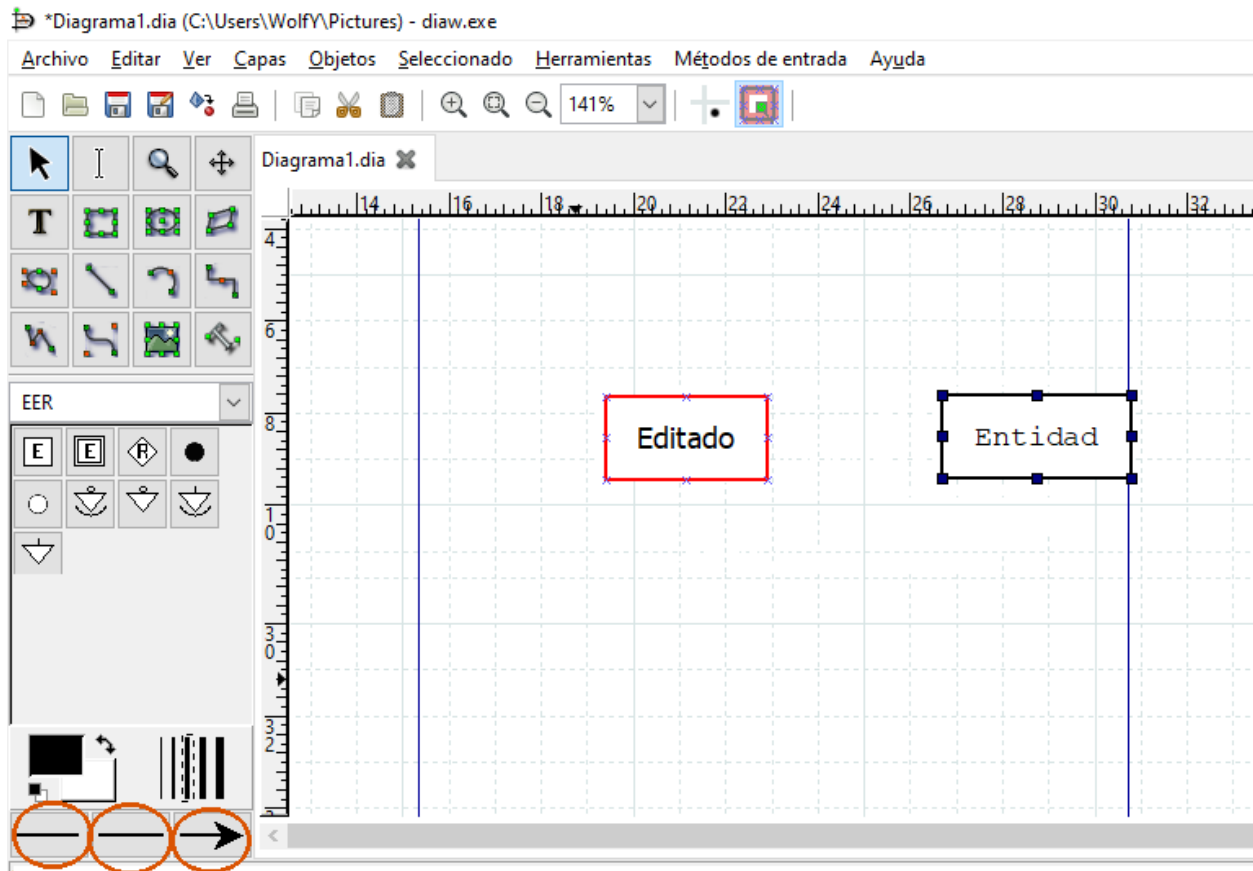 *Diagrama1.dia (C:\Users\WolfY\Pictures) - diaw.exe
Archivo Editar Ver Capas Objetos Seleccionado Herramientas Métodos de entrada Ayuda
141%
Diagrama1.dia
14 16 18 20 22 24 26 28 30 32
T
4
6
EER
8
Editado
Entidad
E E R
10
30
32